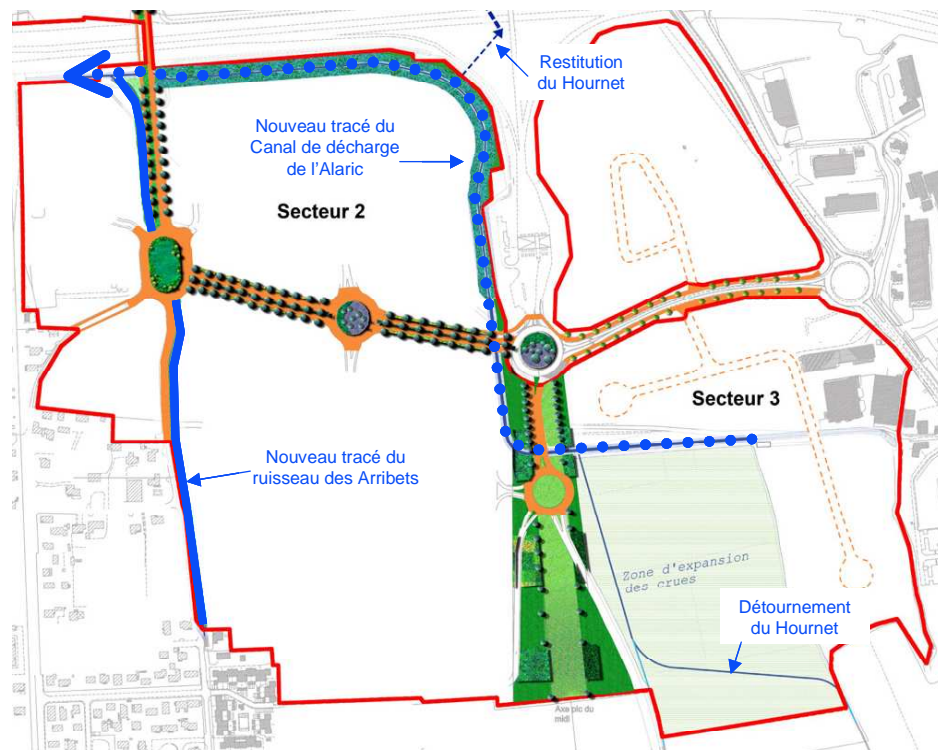 Restitution
du Hournet
Nouveau tracé du
Canal de décharge
de l'Alaric
Secteur 2
Secteur 3
Nouveau tracé du
ruisseau des Arribets
Zone d'expansion
des crues
Détournement
du Hournet
Axe pic du
midi